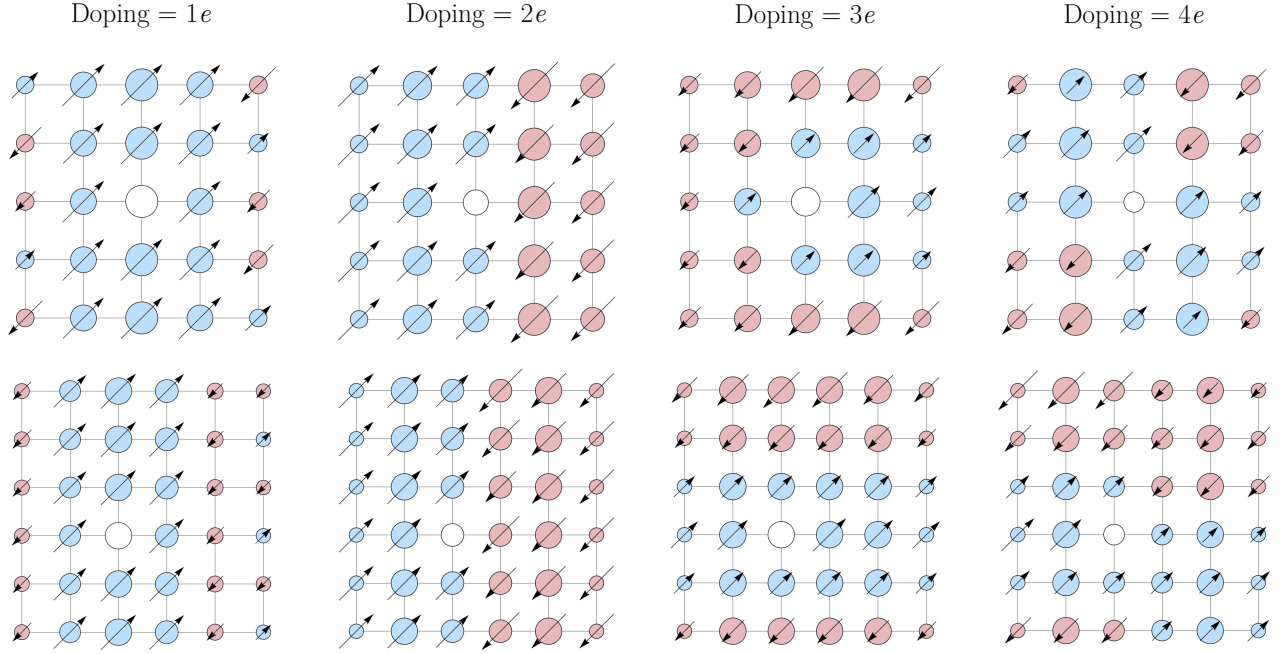 Doping = 1e
Doping = 2e
Doping = 3e
Doping = 4e